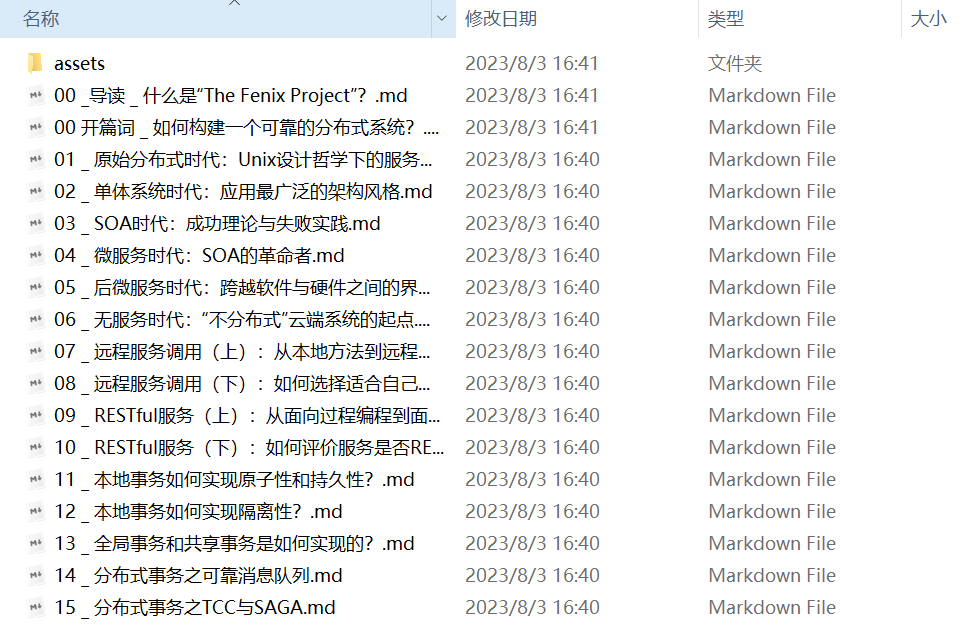 名称 修改日期 类型 大小
assets 2023/8/3 16:41 文件夹
00 _导读 _ 什么是“The Fenix Project”？.md 2023/8/3 16:41 Markdown File
00 开篇词 _ 如何构建一个可靠的分布式系统？.... 2023/8/3 16:41 Markdown File
01 _ 原始分布式时代：Unix设计哲学下的服务... 2023/8/3 16:40 Markdown File
02 _ 单体系统时代：应用最广泛的架构风格.md 2023/8/3 16:40 Markdown File
03 _ SOA时代：成功理论与失败实践.md 2023/8/3 16:40 Markdown File
04 _ 微服务时代：SOA的革命者.md 2023/8/3 16:40 Markdown File
05 _ 后微服务时代：跨越软件与硬件之间的界... 2023/8/3 16:40 Markdown File
06 _ 无服务时代：“不分布式”云端系统的起点.... 2023/8/3 16:40 Markdown File
07 _ 远程服务调用（上）：从本地方法到远程... 2023/8/3 16:40 Markdown File
08 _ 远程服务调用（下）：如何选择适合自己... 2023/8/3 16:40 Markdown File
09 _ RESTful服务（上）：从面向过程编程到面... 2023/8/3 16:40 Markdown File
10 _ RESTful服务（下）：如何评价服务是否RE... 2023/8/3 16:40 Markdown File
11 _ 本地事务如何实现原子性和持久性？.md 2023/8/3 16:40 Markdown File
12 _ 本地事务如何实现隔离性？.md 2023/8/3 16:40 Markdown File
13 _ 全局事务和共享事务是如何实现的？.md 2023/8/3 16:40 Markdown File
14 _ 分布式事务之可靠消息队列.md 2023/8/3 16:40 Markdown File
15 _ 分布式事务之TCC与SAGA.md 2023/8/3 16:40 Markdown File